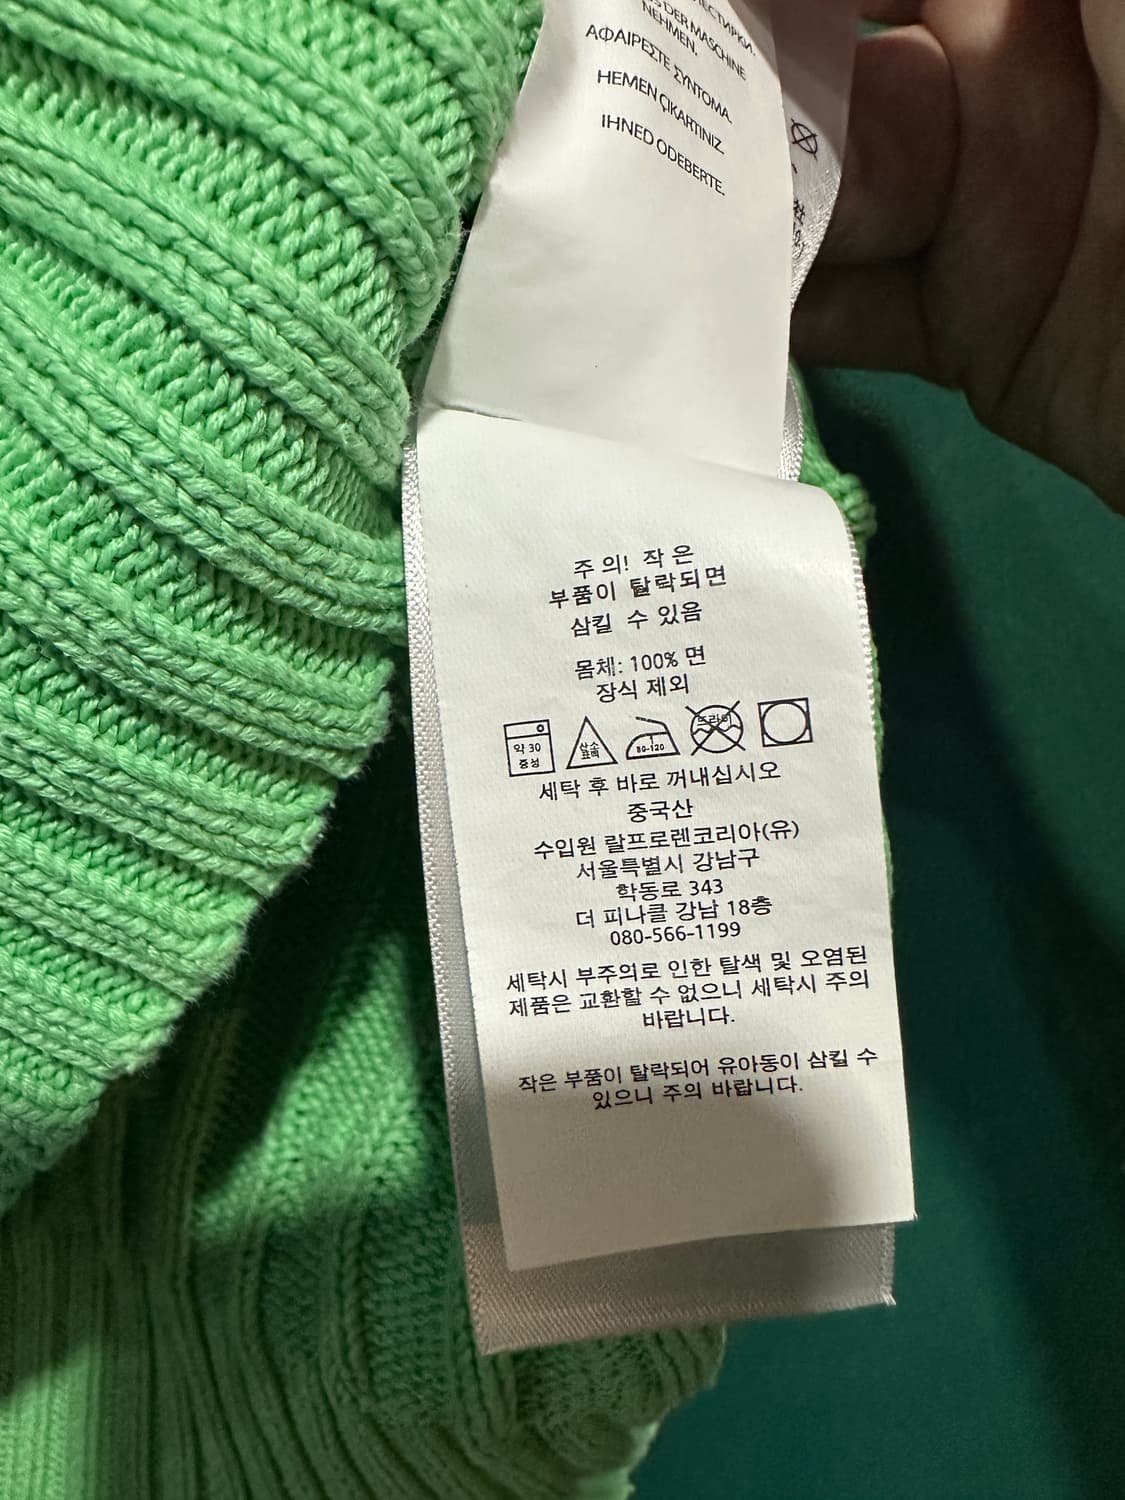 DER MASCHINE
NEHMEN.
ΑΦΑΙΡΕΣΤΕ ΣΥΝΤΟΜΑ.
HEMEN ÇIKARTINIZ.
IHNED ODEBERTE.
주의! 작은
부품이 탈락되면
삼킬 수 있음
몸체: 100% 면
장식 제외
약 30
중성
산소
표백
80-120
드라이
세탁 후 바로 꺼내십시오
중국산
수입원 랄프로렌코리아(유)
서울특별시 강남구
학동로 343
더 피나클 강남 18층
080-566-1199
세탁시 부주의로 인한 탈색 및 오염된
제품은 교환할 수 없으니 세탁시 주의
바랍니다.
작은 부품이 탈락되어 유아동이 삼킬 수
있으니 주의 바랍니다.